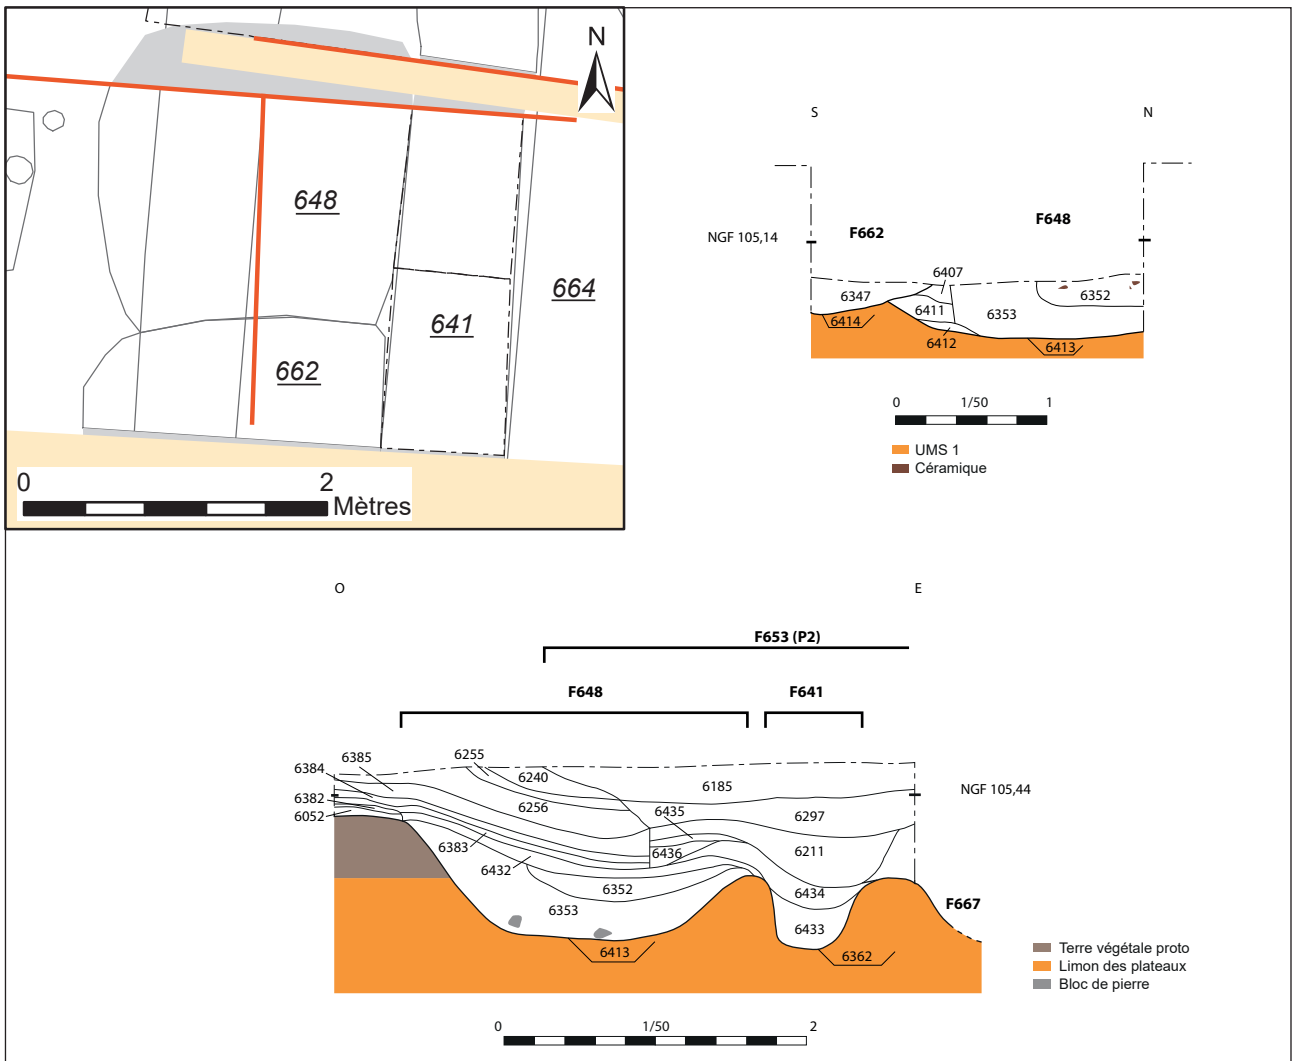 N
648
664
641
662
0 2
Mètres
S N
NGF 105,14
F662
F648
6407
6347
6411
6352
6353
6414
6412
6413
0 1/50 1
UMS 1
Céramique
O E
F653 (P2)
F648
F641
6385
6255
6384
6240
6185
NGF 105,44
6382
6256
6435
6297
6052
6383
6436
6211
6432
6352
6434
F667
6353
6433
6413
6362
Terre végétale proto
Limon des plateaux
Bloc de pierre
0 1/50 2